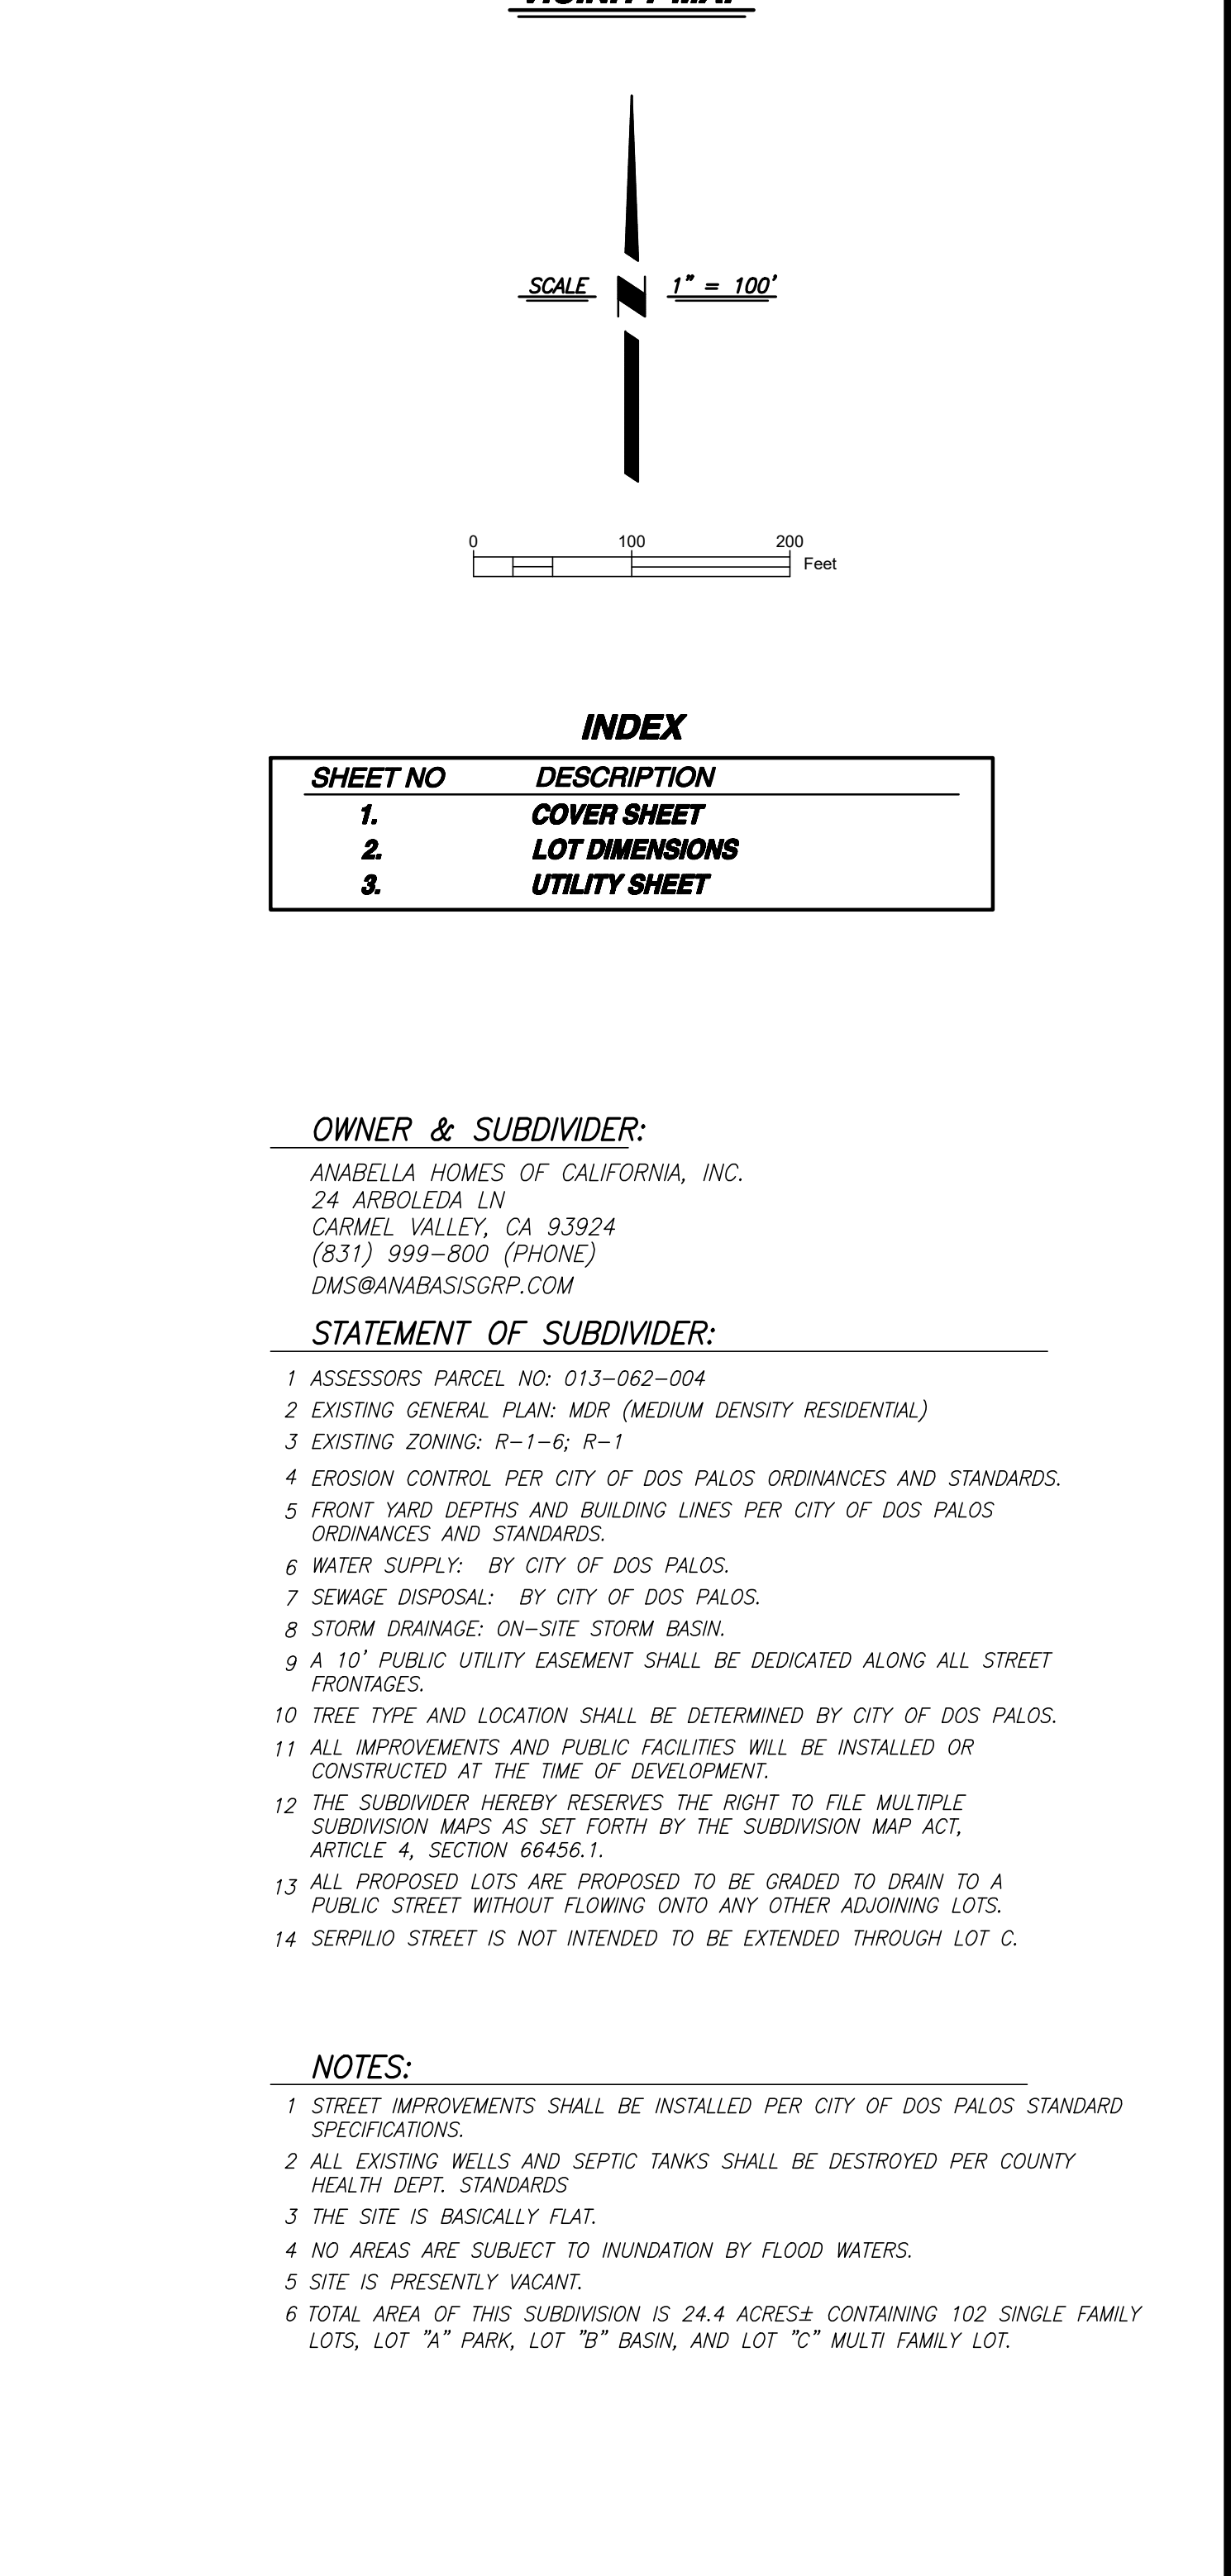 VICINITY MAP
SCALE N 1" = 100'
0 100 200
Feet
INDEX
SHEET NO DESCRIPTION
1. COVER SHEET
2. LOT DIMENSIONS
3. UTILITY SHEET
OWNER & SUBDIVIDER:
ANABELLA HOMES OF CALIFORNIA, INC.
24 ARBOLEDA LN
CARMEL VALLEY, CA 93924
(831) 999-800 (PHONE)
DMS@ANABASISGRP.COM
STATEMENT OF SUBDIVIDER:
1 ASSESSORS PARCEL NO: 013-062-004
2 EXISTING GENERAL PLAN: MDR (MEDIUM DENSITY RESIDENTIAL)
3 EXISTING ZONING: R-1-6; R-1
4 EROSION CONTROL PER CITY OF DOS PALOS ORDINANCES AND STANDARDS.
5 FRONT YARD DEPTHS AND BUILDING LINES PER CITY OF DOS PALOS
ORDINANCES AND STANDARDS.
6 WATER SUPPLY: BY CITY OF DOS PALOS.
7 SEWAGE DISPOSAL: BY CITY OF DOS PALOS.
8 STORM DRAINAGE: ON-SITE STORM BASIN.
9 A 10' PUBLIC UTILITY EASEMENT SHALL BE DEDICATED ALONG ALL STREET
FRONTAGES.
10 TREE TYPE AND LOCATION SHALL BE DETERMINED BY CITY OF DOS PALOS.
11 ALL IMPROVEMENTS AND PUBLIC FACILITIES WILL BE INSTALLED OR
CONSTRUCTED AT THE TIME OF DEVELOPMENT.
12 THE SUBDIVIDER HEREBY RESERVES THE RIGHT TO FILE MULTIPLE
SUBDIVISION MAPS AS SET FORTH BY THE SUBDIVISION MAP ACT,
ARTICLE 4, SECTION 66456.1.
13 ALL PROPOSED LOTS ARE PROPOSED TO BE GRADED TO DRAIN TO A
PUBLIC STREET WITHOUT FLOWING ONTO ANY OTHER ADJOINING LOTS.
14 SERPILIO STREET IS NOT INTENDED TO BE EXTENDED THROUGH LOT C.
NOTES:
1 STREET IMPROVEMENTS SHALL BE INSTALLED PER CITY OF DOS PALOS STANDARD
SPECIFICATIONS.
2 ALL EXISTING WELLS AND SEPTIC TANKS SHALL BE DESTROYED PER COUNTY
HEALTH DEPT. STANDARDS
3 THE SITE IS BASICALLY FLAT.
4 NO AREAS ARE SUBJECT TO INUNDATION BY FLOOD WATERS.
5 SITE IS PRESENTLY VACANT.
6 TOTAL AREA OF THIS SUBDIVISION IS 24.4 ACRES± CONTAINING 102 SINGLE FAMILY
LOTS, LOT "A" PARK, LOT "B" BASIN, AND LOT "C" MULTI FAMILY LOT.